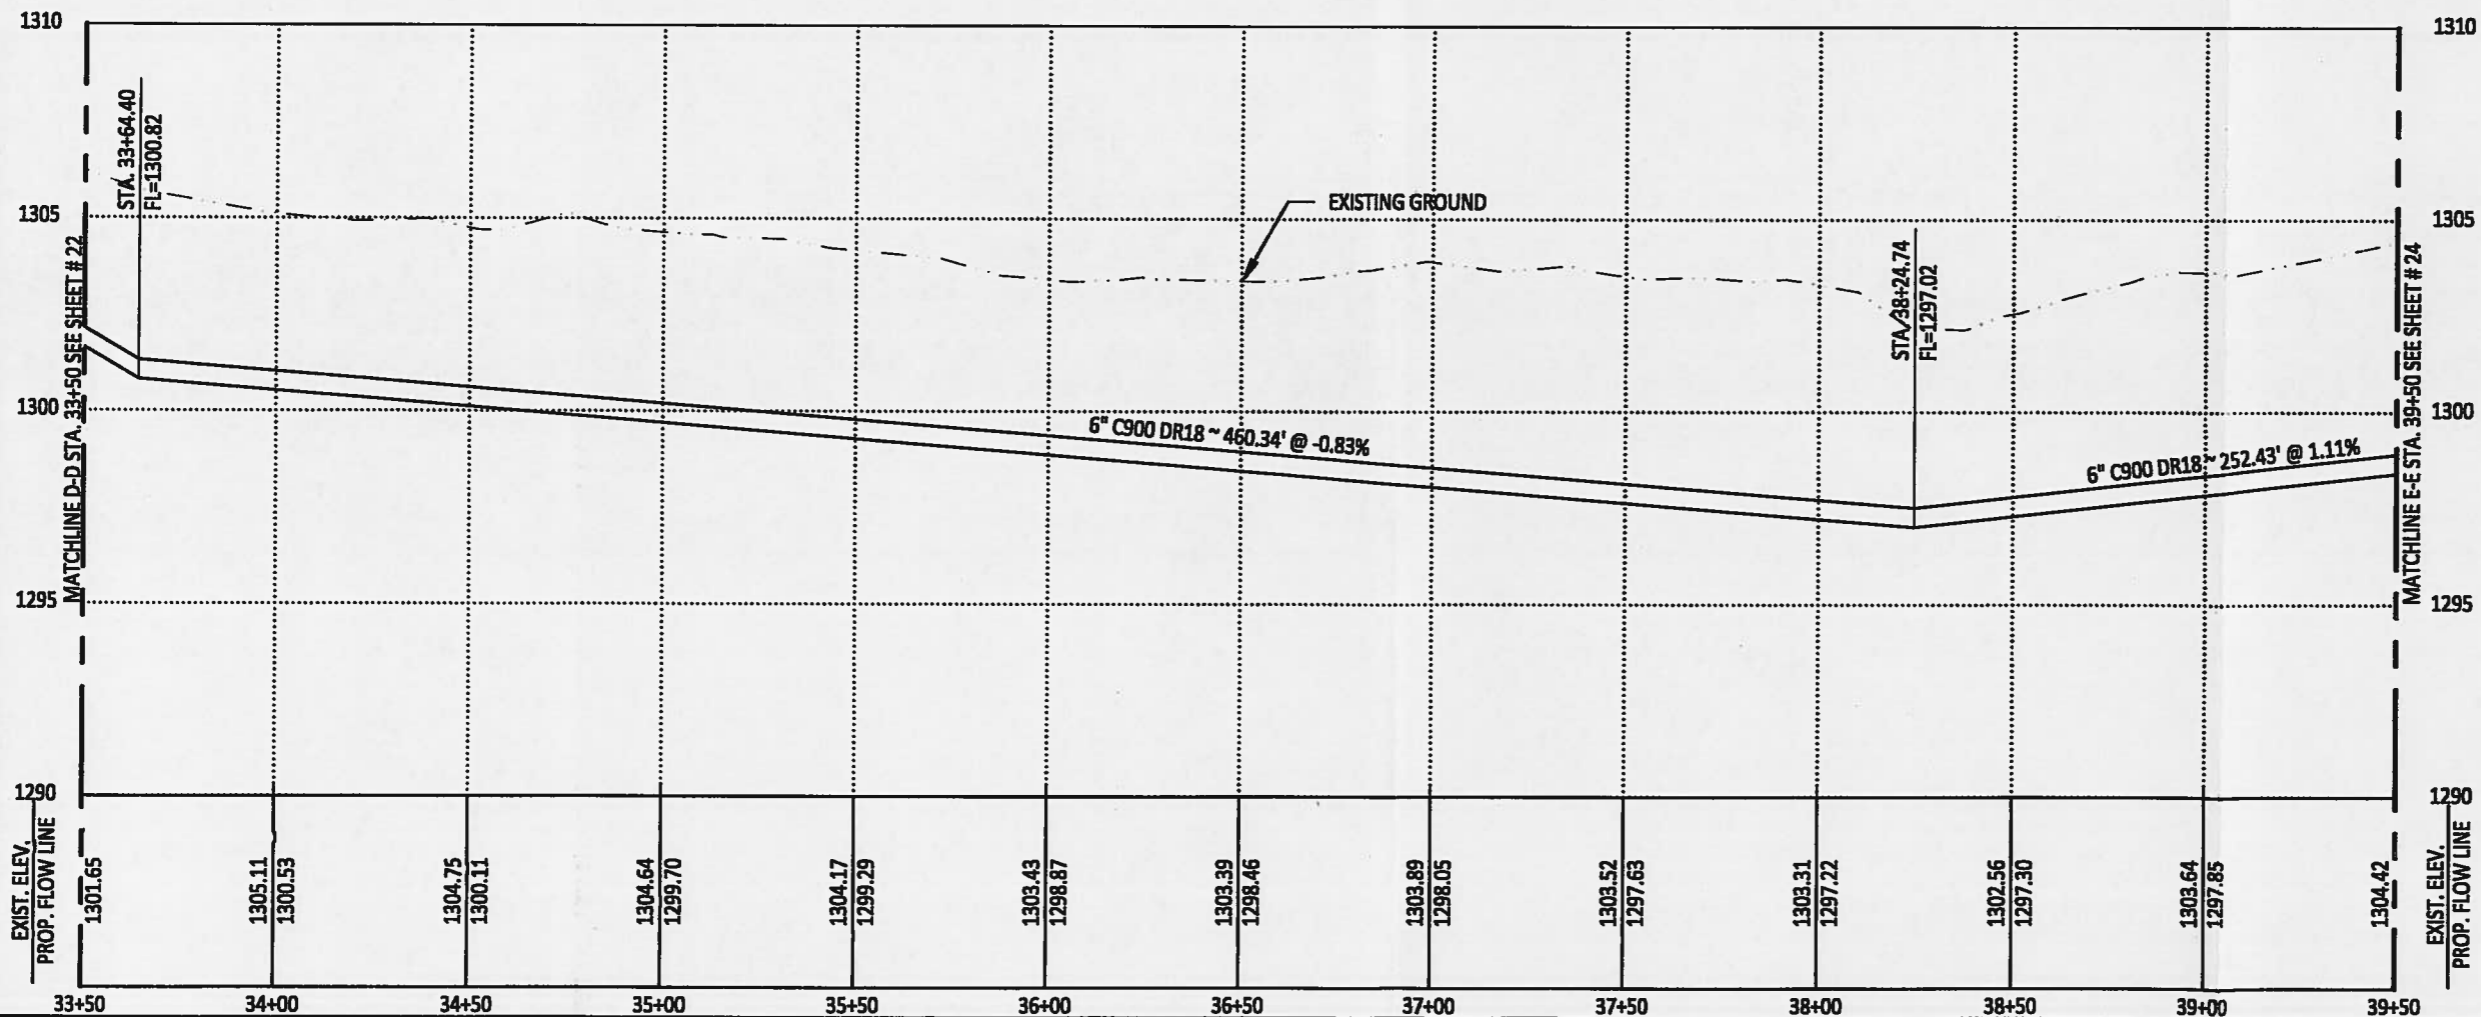 1310
1310
STA. 33+64.40
FL=1300.82
EXISTING GROUND
1305
1305
STA. 38+24.74
FL=1297.02
MATCHLINE D-D STA. 33+50 SEE SHEET # 22
MATCHLINE E-E STA. 39+50 SEE SHEET # 24
1300
1300
6" C900 DR18 ~ 460.34' @ -0.83%
6" C900 DR18 ~ 252.43' @ 1.11%
1295
1295
1290
1290
EXIST. ELEV.
PROP. FLOW LINE
1301.65
1305.11
1300.53
1304.75
1300.11
1304.64
1299.70
1304.17
1299.29
1303.43
1298.87
1303.39
1298.46
1303.89
1298.05
1303.52
1297.63
1303.31
1297.22
1302.56
1297.30
1303.64
1297.85
1304.42
EXIST. ELEV.
PROP. FLOW LINE
33+50 34+00 34+50 35+00 35+50 36+00 36+50 37+00 37+50 38+00 38+50 39+00 39+50